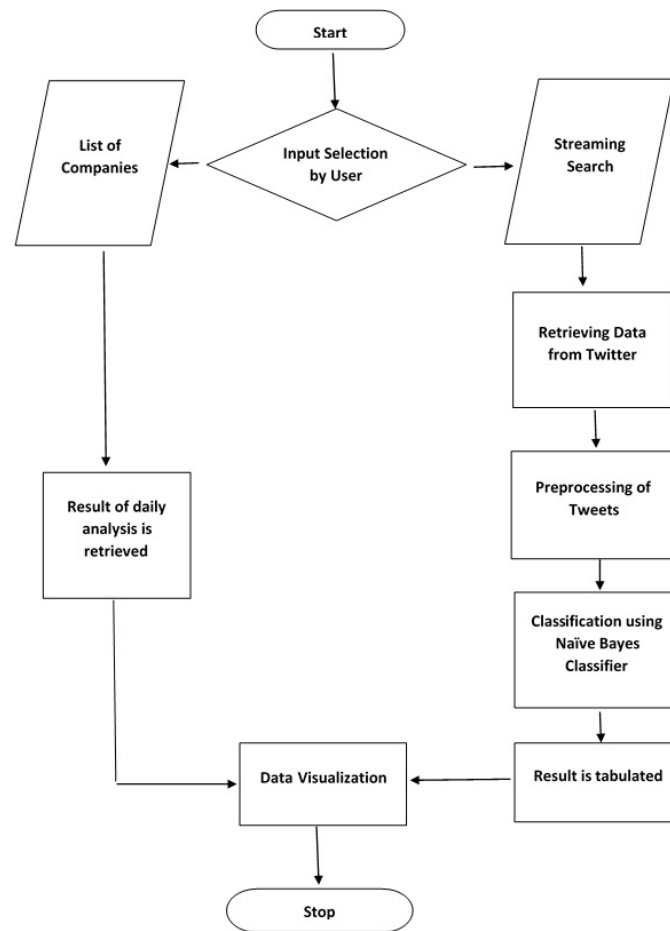 Start
Input Selection
by User
List of
Companies
Streaming
Search
Retrieving Data
from Twitter
Preprocessing of
Tweets
Result of daily
analysis is
retrieved
Classification using
Naïve Bayes
Classifier
Data Visualization
Result is tabulated
Stop